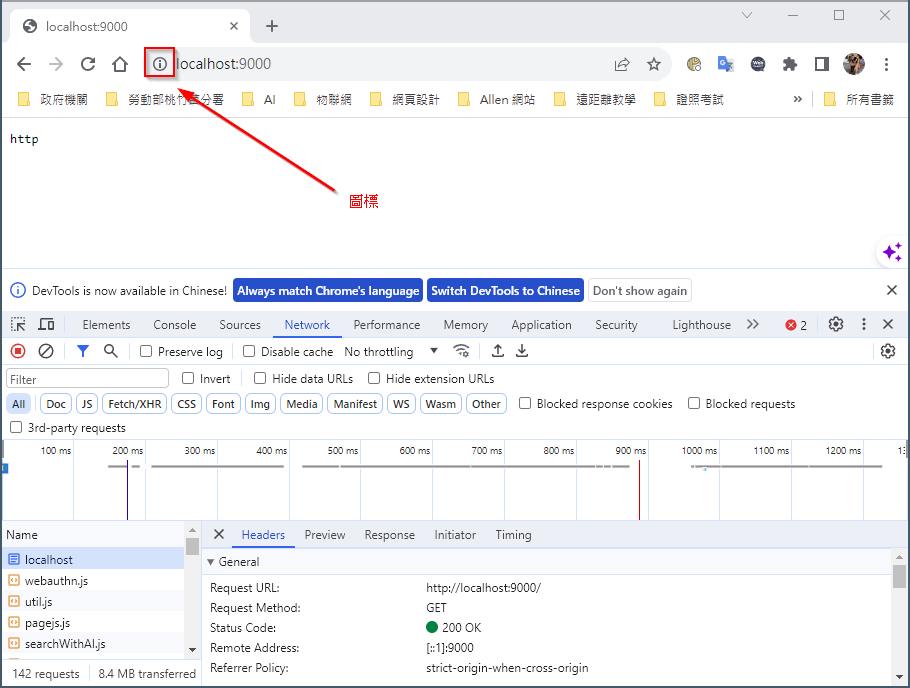 localhost:9000
localhost:9000
政府機關 勞動部桃竹苗分署 AI 物聯網 網頁設計 Allen 網站 遠距離教學 證照考試 » 所有書籤
http
圖標
DevTools is now available in Chinese! Always match Chrome's language Switch DevTools to Chinese Don't show again
Elements Console Sources Network Performance Memory Application Security Lighthouse 2
Preserve log Disable cache No throttling
Filter Invert Hide data URLs Hide extension URLs
All Doc JS Fetch/XHR CSS Font Img Media Manifest WS Wasm Other Blocked response cookies Blocked requests
3rd-party requests
100 ms 200 ms 300 ms 400 ms 500 ms 600 ms 700 ms 800 ms 900 ms 1000 ms 1100 ms 1200 ms
Name Headers Preview Response Initiator Timing
localhost
webauthn.js
util.js
pagejs.js
searchWithAI.js
General
Request URL: http://localhost:9000/
Request Method: GET
Status Code: 200 OK
Remote Address: [::1]:9000
Referrer Policy: strict-origin-when-cross-origin
142 requests 8.4 MB transferred